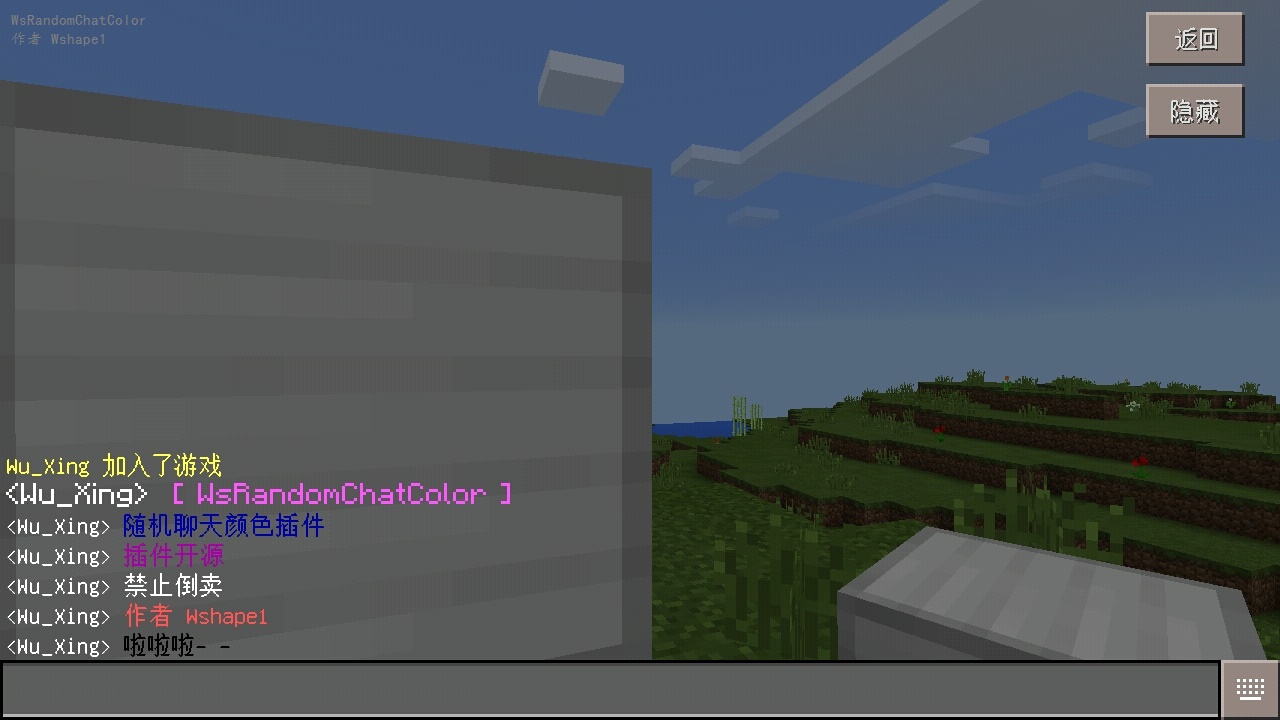 WsRandomChatColor
作者 Wshape1
返回
隐藏
Wu_Xing 加入了游戏
<Wu_Xing> [ WsRandomChatColor ]
<Wu_Xing> 随机聊天颜色插件
<Wu_Xing> 插件开源
<Wu_Xing> 禁止倒卖
<Wu_Xing> 作者 Wshape1
<Wu_Xing> 啦啦啦- -